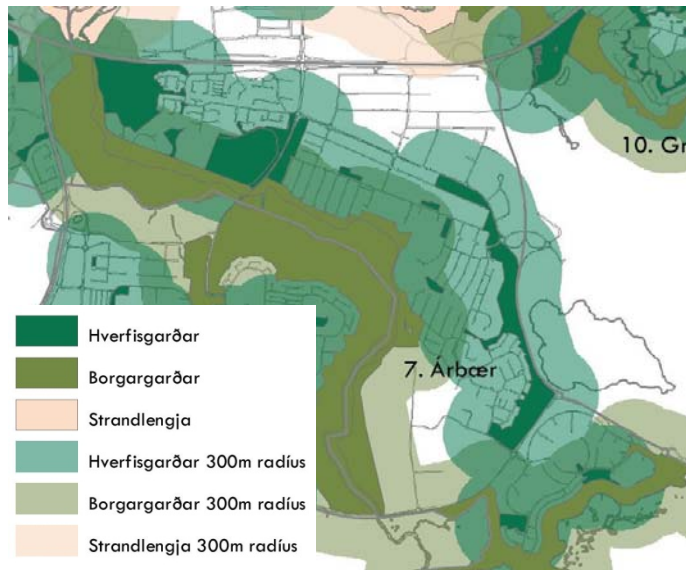 10. Gr
7. Árbær
Hverfisgarðar
Borgargarðar
Strandlengja
Hverfisgarðar 300m radíus
Borgargarðar 300m radíus
Strandlengja 300m radíus